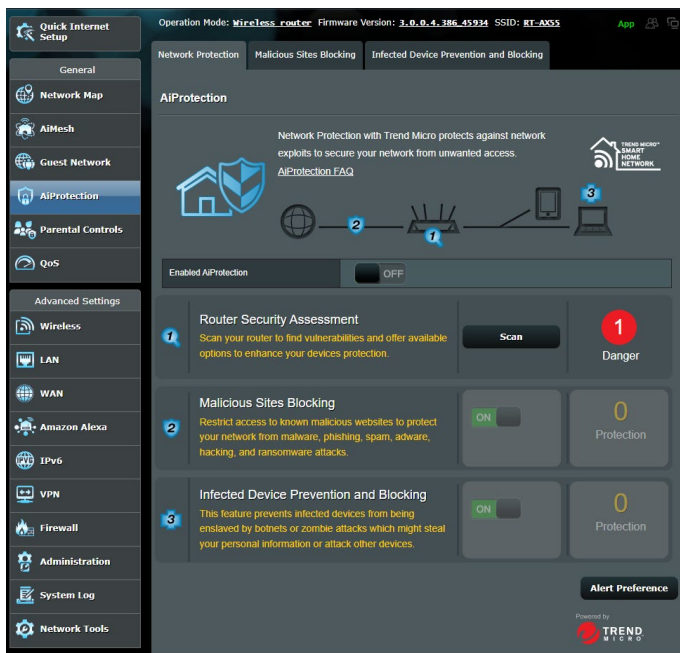 Quick Internet
Setup
Operation Mode: Wireless router Firmware Version: 3.0.0.4.386_45934 SSID: RT-AX55
App
General
Network Map
AiMesh
Guest Network
AiProtection
Parental Controls
QoS
Advanced Settings
Wireless
LAN
WAN
Amazon Alexa
IPv6
VPN
Firewall
Administration
System Log
Network Tools
Network Protection
Malicious Sites Blocking
Infected Device Prevention and Blocking
AiProtection
Network Protection with Trend Micro protects against network
exploits to secure your network from unwanted access.
AiProtection FAQ
TREND MICRO™
SMART
HOME
NETWORK
2
1
3
Enabled AiProtection
OFF
1
Router Security Assessment
Scan your router to find vulnerabilities and offer available
options to enhance your devices protection.
Scan
1
Danger
2
Malicious Sites Blocking
Restrict access to known malicious websites to protect
your network from malware, phishing, spam, adware,
hacking, and ransomware attacks.
ON
0
Protection
3
Infected Device Prevention and Blocking
This feature prevents infected devices from being
enslaved by botnets or zombie attacks which might steal
your personal information or attack other devices.
ON
0
Protection
Alert Preference
Powered by
TREND
MICRO